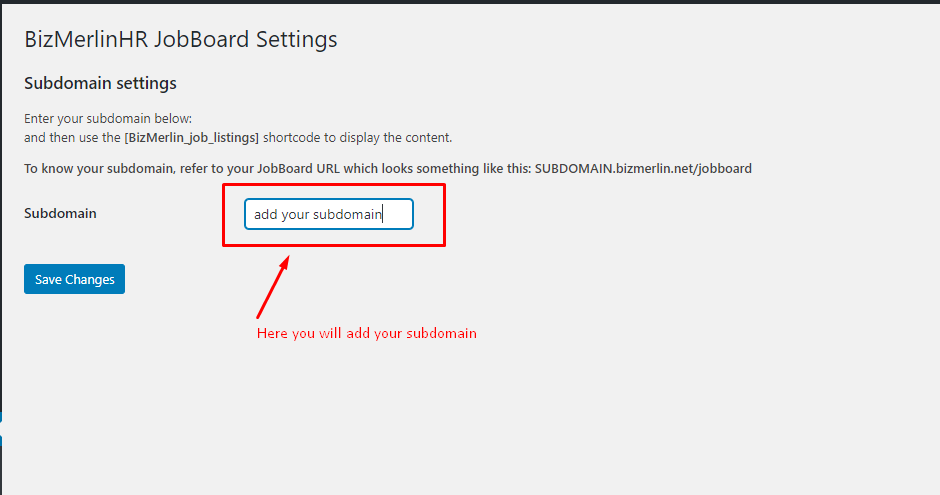 BizMerlinHR JobBoard Settings
Subdomain settings
Enter your subdomain below:
and then use the [BizMerlin_job_listings] shortcode to display the content.
To know your subdomain, refer to your JobBoard URL which looks something like this: SUBDOMAIN.bizmerlin.net/jobboard
Subdomain
add your subdomain
Save Changes
Here you will add your subdomain